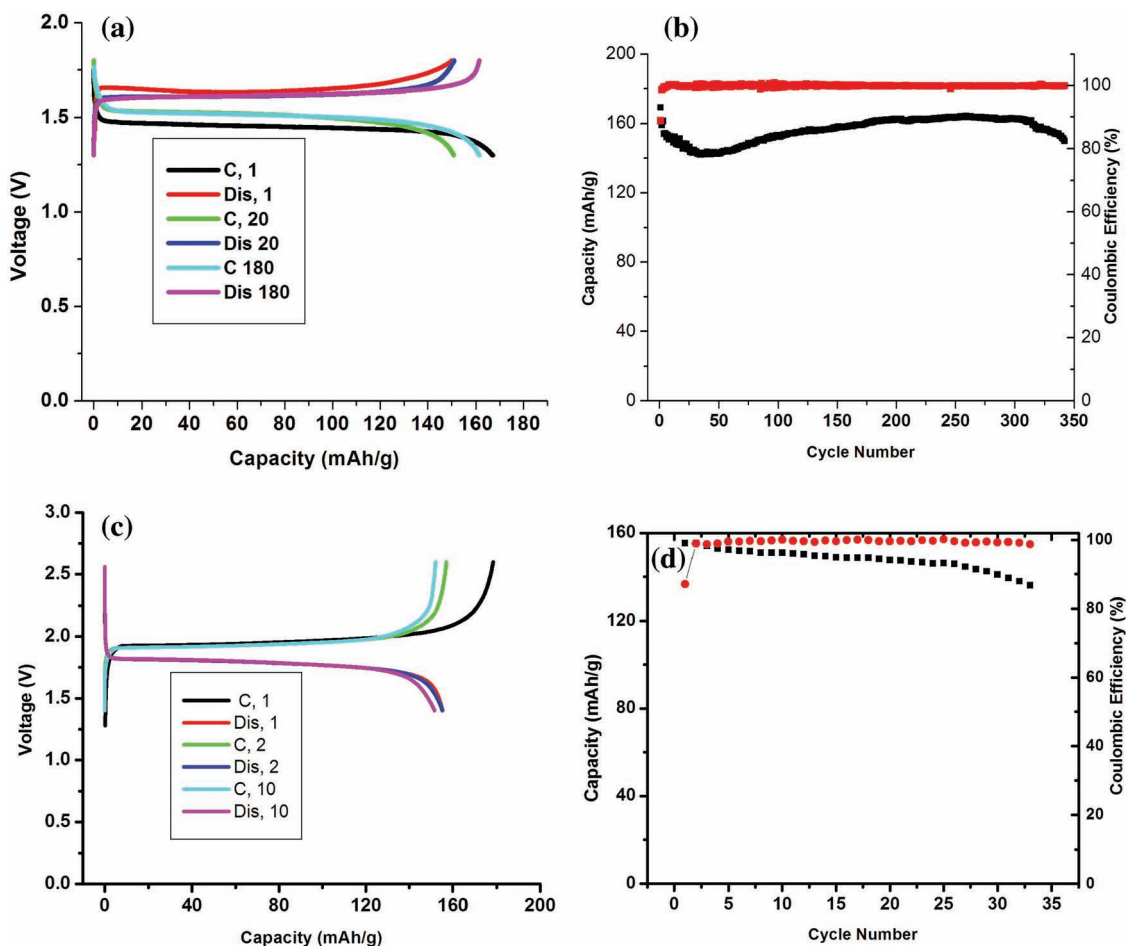 (a)
2.0
1.5
1.0
0.5
0.0
Voltage (V)
C, 1
Dis, 1
C, 20
Dis 20
C 180
Dis 180
0 20 40 60 80 100 120 140 160 180
Capacity (mAh/g)
(b)
200
160
120
80
40
0
Capacity (mAh/g)
100
80
60
40
20
0
Coulombic Efficiency (%)
0 50 100 150 200 250 300 350
Cycle Number
(c)
3.0
2.5
2.0
1.5
1.0
0.5
0.0
Voltage (V)
C, 1
Dis, 1
C, 2
Dis, 2
C, 10
Dis, 10
0 40 80 120 160 200
Capacity (mAh/g)
(d)
160
120
80
40
0
Capacity (mAh/g)
100
80
60
40
20
0
Coulombic Efficiency (%)
0 5 10 15 20 25 30 35
Cycle Number